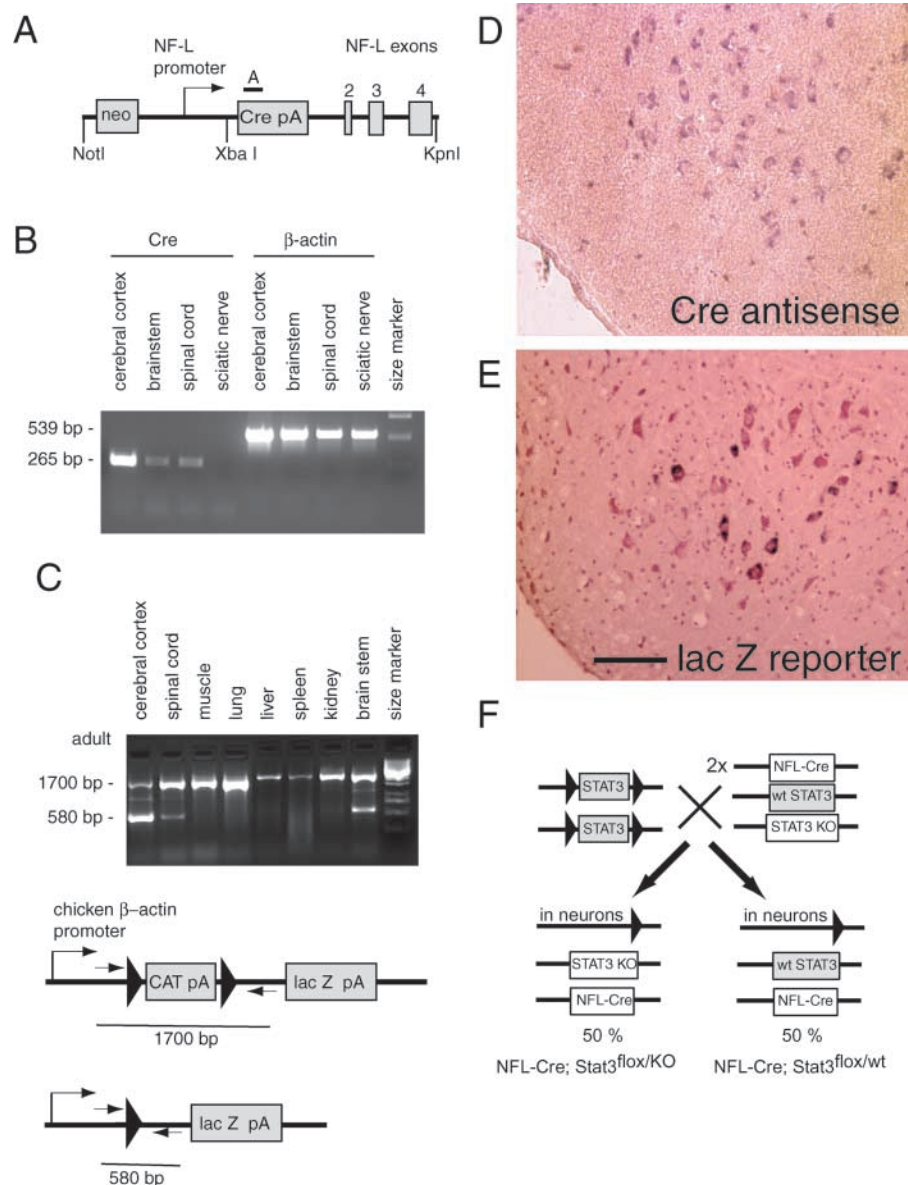 A
NF-L promoter
NF-L exons
A
neo
Cre pA
2
3
4
NotI
Xba I
KpnI
B
Cre
β-actin
cerebral cortex
brainstem
spinal cord
sciatic nerve
cerebral cortex
brainstem
spinal cord
sciatic nerve
size marker
539 bp -
265 bp -
C
cerebral cortex
spinal cord
muscle
lung
liver
spleen
kidney
brain stem
size marker
adult
1700 bp -
580 bp -
chicken β–actin
promoter
CAT pA
lac Z pA
1700 bp
lac Z pA
580 bp
D
Cre antisense
E
lac Z reporter
F
2x
NFL-Cre
STAT3
wt STAT3
STAT3
STAT3 KO
in neurons
in neurons
STAT3 KO
wt STAT3
NFL-Cre
NFL-Cre
50 %
50 %
NFL-Cre; Stat3flox/KO
NFL-Cre; Stat3flox/wt